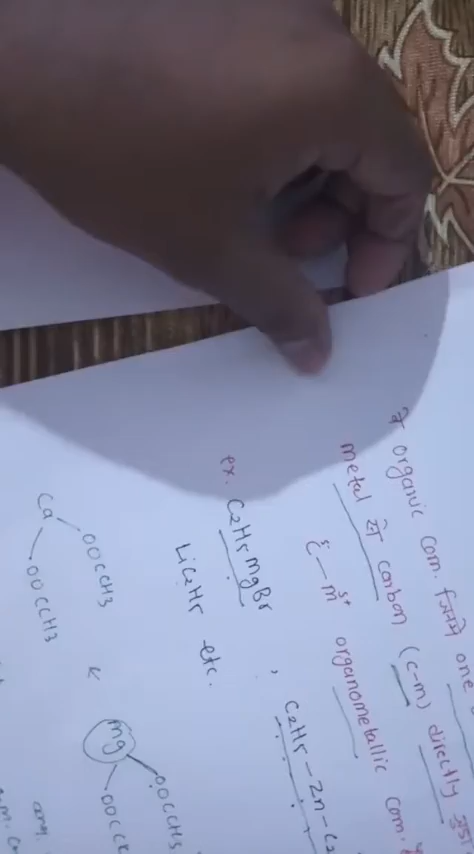 वे organic com. जिसमें one
metal से carbon (C-M) directly जुड़ा
C^δ- — M^δ+ organometallic com.
ex. C2H5MgBr , C2H5-Zn-C2
LiC2H5 etc.
Ca OOCCH3 OOCCH3
Mg OOCCH3